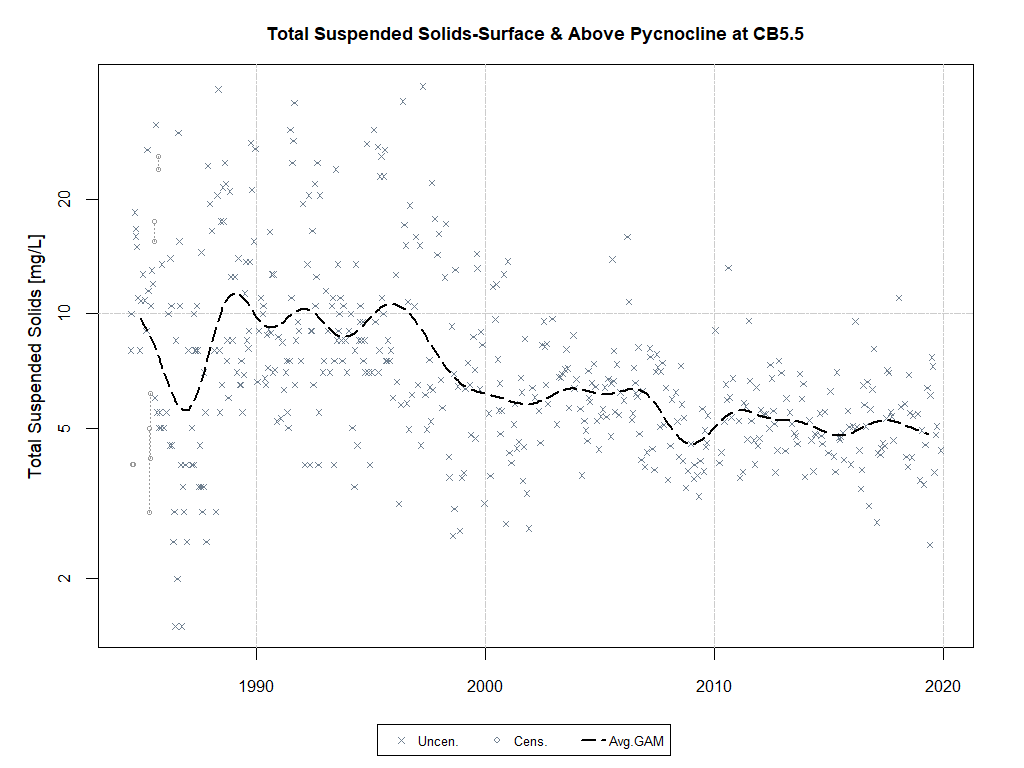 Total Suspended Solids-Surface & Above Pycnocline at CB5.5
Total Suspended Solids [mg/L]
20
10
5
2
1990 2000 2010 2020
Uncen. Cens. Avg.GAM